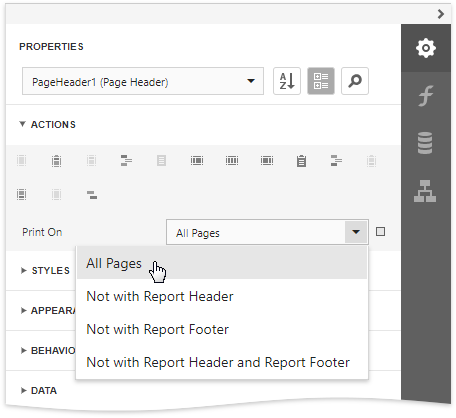 PROPERTIES
PageHeader1 (Page Header)
ACTIONS
Print On
All Pages
All Pages
STYLES
Not with Report Header
APPEARA
Not with Report Footer
BEHAVIO
Not with Report Header and Report Footer
DATA